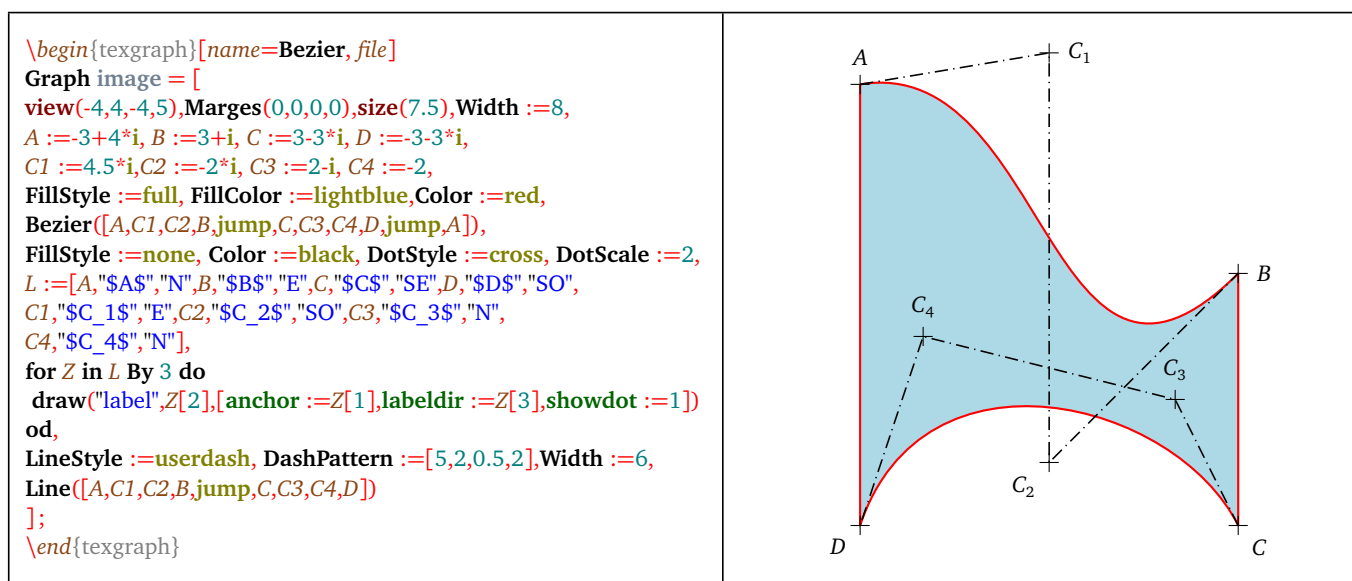 \begin{texgraph}[name=Bezier, file]
Graph image = [
view(-4,4,-4,5),Marges(0,0,0,0),size(7.5),Width :=8,
A :=-3+4*i, B :=3+i, C :=3-3*i, D :=-3-3*i,
C1 :=4.5*i,C2 :=-2*i, C3 :=2-i, C4 :=-2,
FillStyle :=full, FillColor :=lightblue,Color :=red,
Bezier([A,C1,C2,B,jump,C,C3,C4,D,jump,A]),
FillStyle :=none, Color :=black, DotStyle :=cross, DotScale :=2,
L :=[A,"$A$","N",B,"$B$","E",C,"$C$","SE",D,"$D$","SO",
C1,"$C_1$","E",C2,"$C_2$","SO",C3,"$C_3$","N",
C4,"$C_4$","N"],
for Z in L By 3 do
draw("label",Z[2],[anchor :=Z[1],labeldir :=Z[3],showdot :=1])
od,
LineStyle :=userdash, DashPattern :=[5,2,0.5,2],Width :=6,
Line([A,C1,C2,B,jump,C,C3,C4,D])
];
\end{texgraph}
A
C1
B
C4
C3
C2
D
C